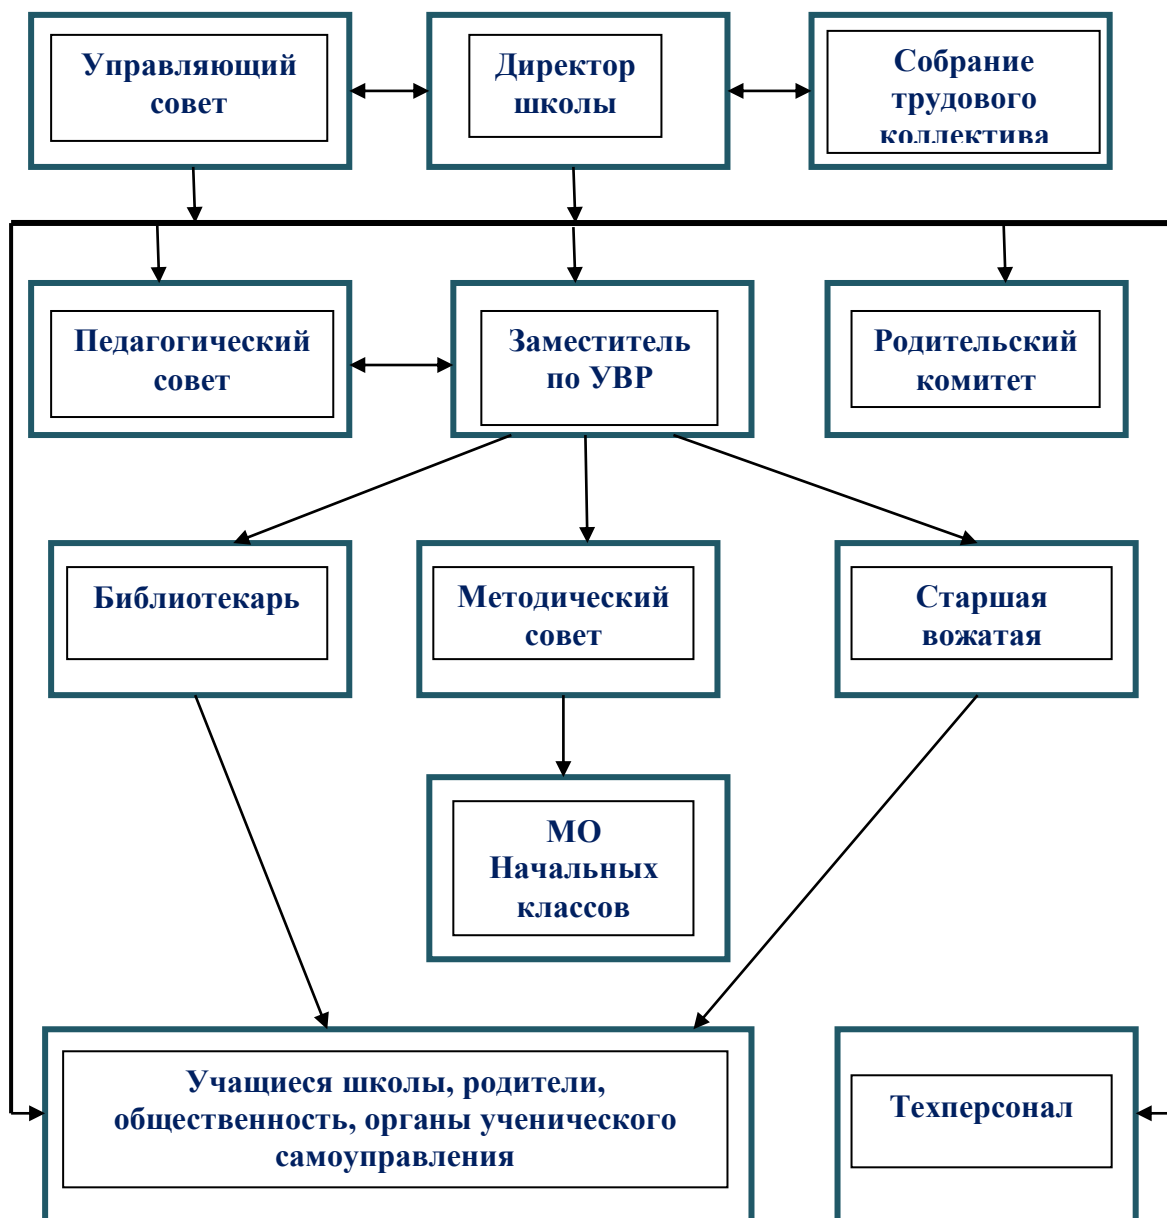 Управляющий
совет
Директор
школы
Собрание
трудового
коллектива
Педагогический
совет
Заместитель
по УВР
Родительский
комитет
Библиотекарь
Методический
совет
Старшая
вожатая
МО
Начальных
классов
Учащиеся школы, родители,
общественность, органы ученического
самоуправления
Техперсонал